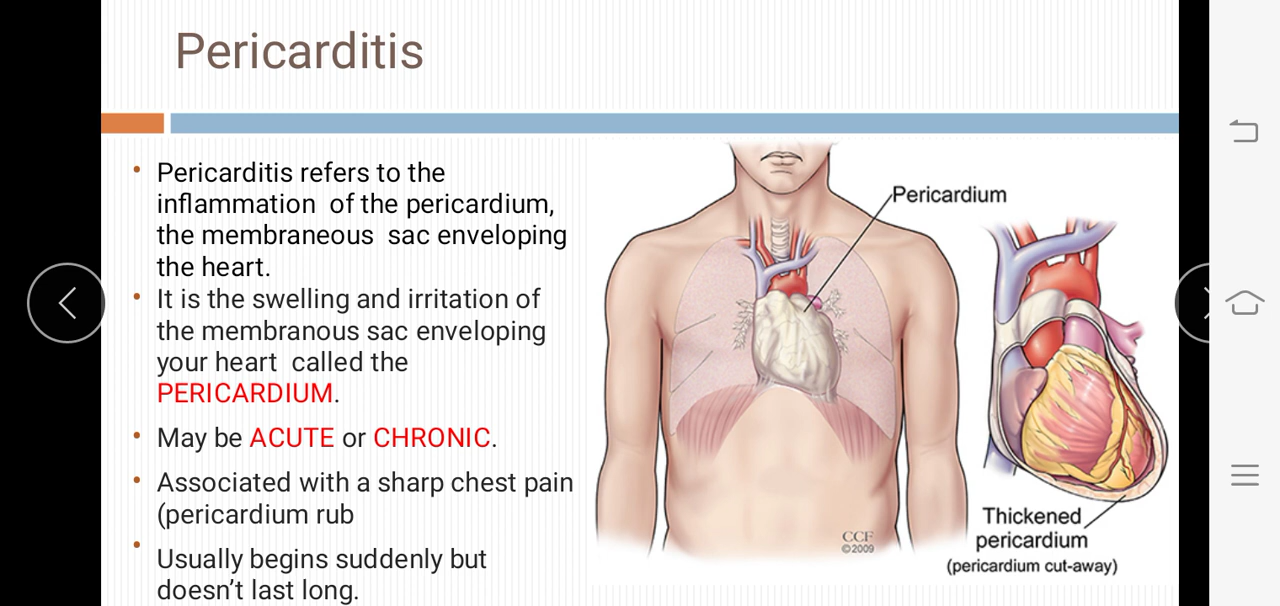 Pericarditis
• Pericarditis refers to the
inflammation of the pericardium,
the membraneous sac enveloping
the heart.
• It is the swelling and irritation of
the membranous sac enveloping
your heart called the
PERICARDIUM.
• May be ACUTE or CHRONIC.
• Associated with a sharp chest pain
(pericardium rub
• Usually begins suddenly but
doesn’t last long.
Pericardium
CCF
©2009
Thickened
pericardium
(pericardium cut-away)